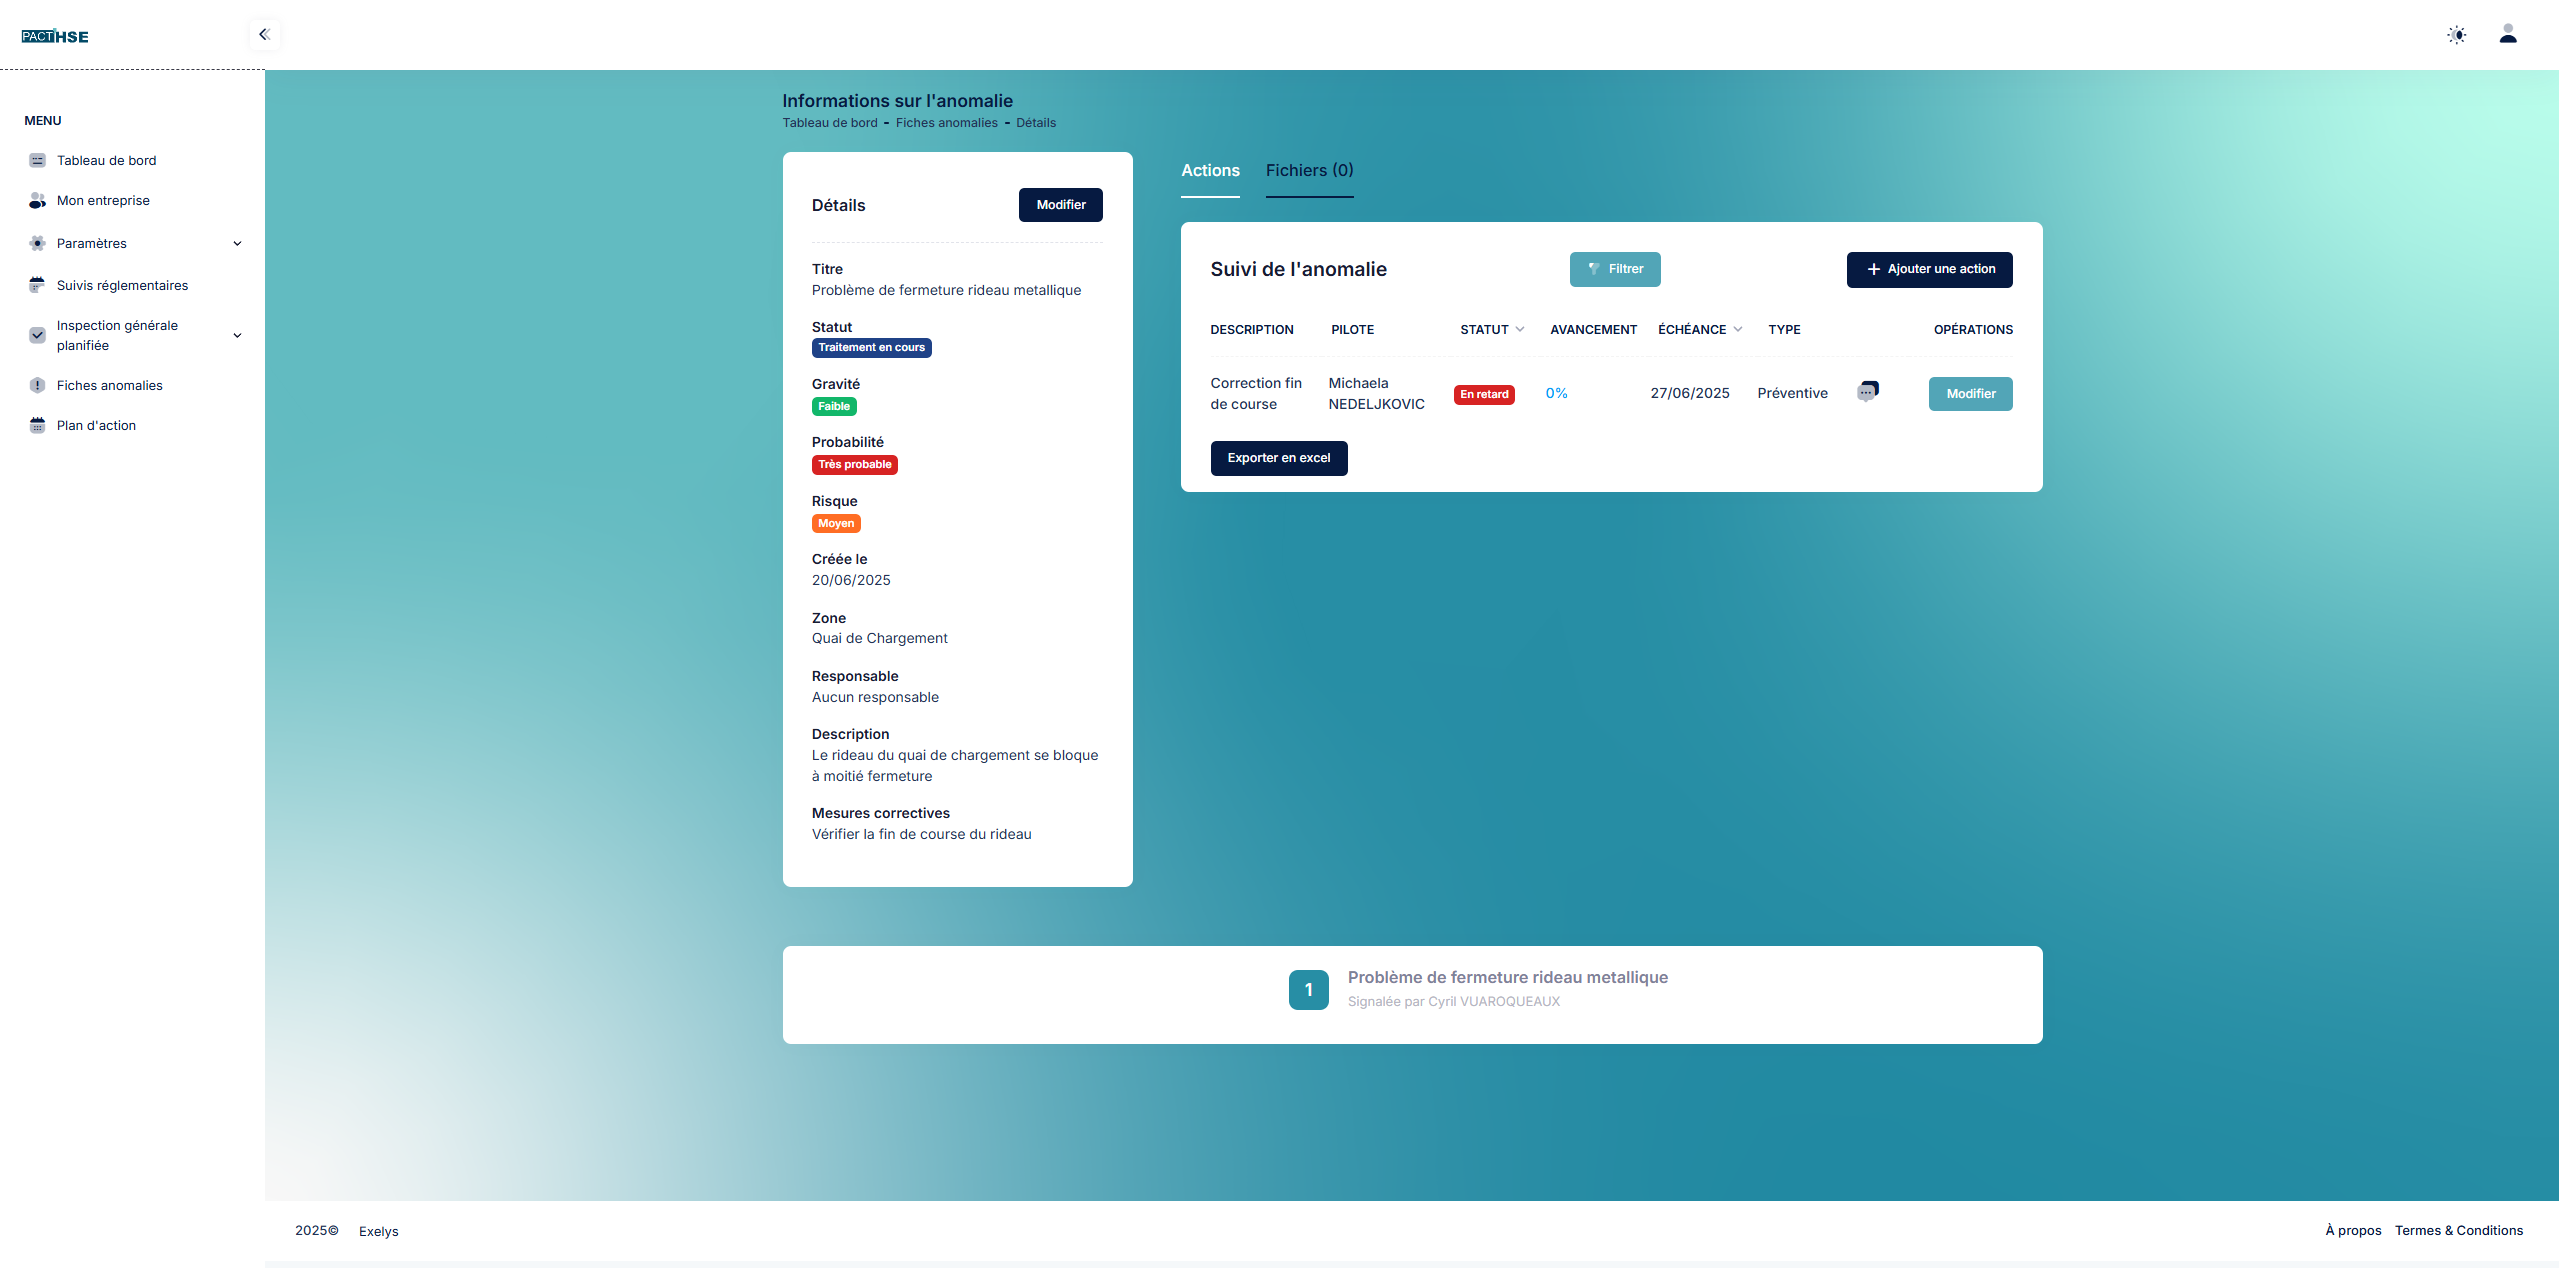 PACT'HSE
MENU
Tableau de bord
Mon entreprise
Paramètres
Suivis réglementaires
Inspection générale
planifiée
Fiches anomalies
Plan d'action
Informations sur l'anomalie
Tableau de bord - Fiches anomalies - Détails
Détails
Modifier
Titre
Problème de fermeture rideau metallique
Statut
Traitement en cours
Gravité
Faible
Probabilité
Très probable
Risque
Moyen
Créée le
20/06/2025
Zone
Quai de Chargement
Responsable
Aucun responsable
Description
Le rideau du quai de chargement se bloque
à moitié fermeture
Mesures correctives
Vérifier la fin de course du rideau
Actions Fichiers (0)
Suivi de l'anomalie
Filtrer
Ajouter une action
DESCRIPTION PILOTE STATUT AVANCEMENT ÉCHÉANCE TYPE OPÉRATIONS
Correction fin
de course
Michaela
NEDELJKOVIC
En retard
0%
27/06/2025
Préventive
Modifier
Exporter en excel
1
Problème de fermeture rideau metallique
Signalée par Cyril VUAROQUEAUX
2025© Exelys
À propos Termes & Conditions